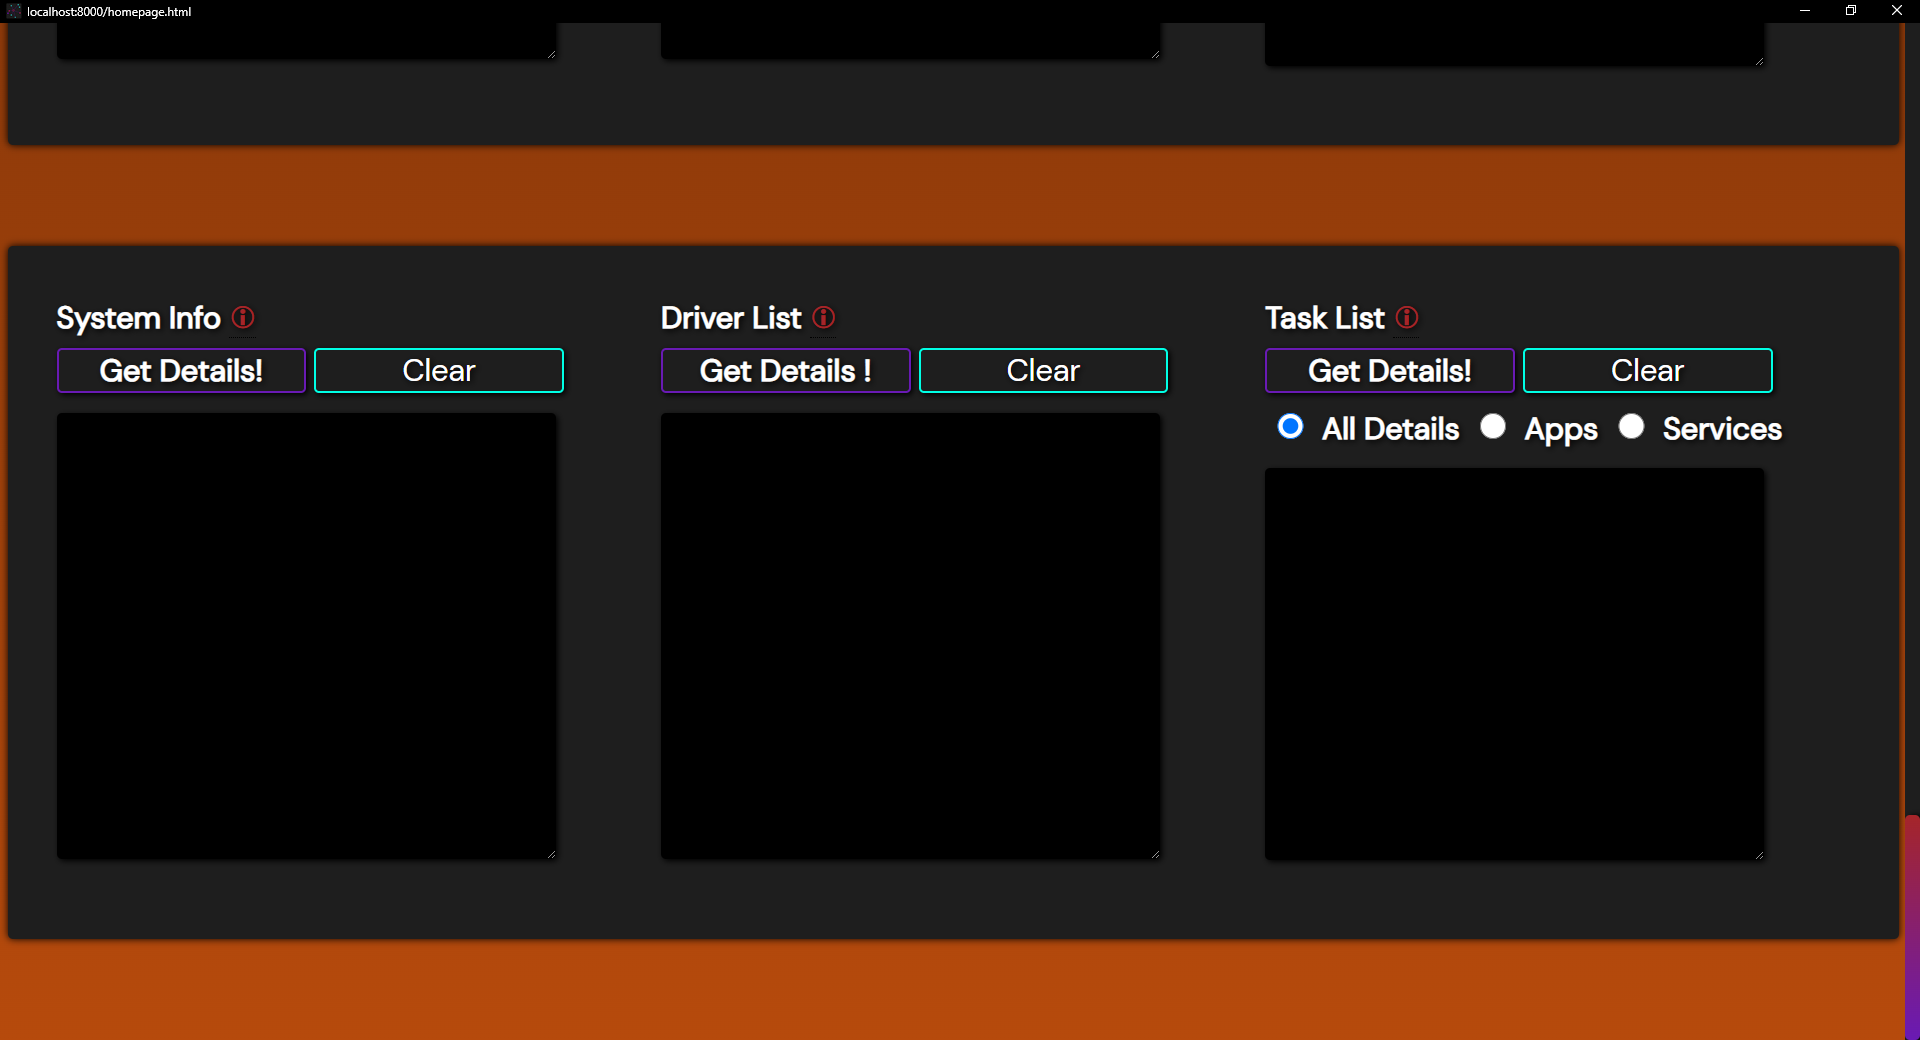 localhost:8000/homepage.html
System Info
Get Details!
Clear
Driver List
Get Details !
Clear
Task List
Get Details!
Clear
All Details
Apps
Services